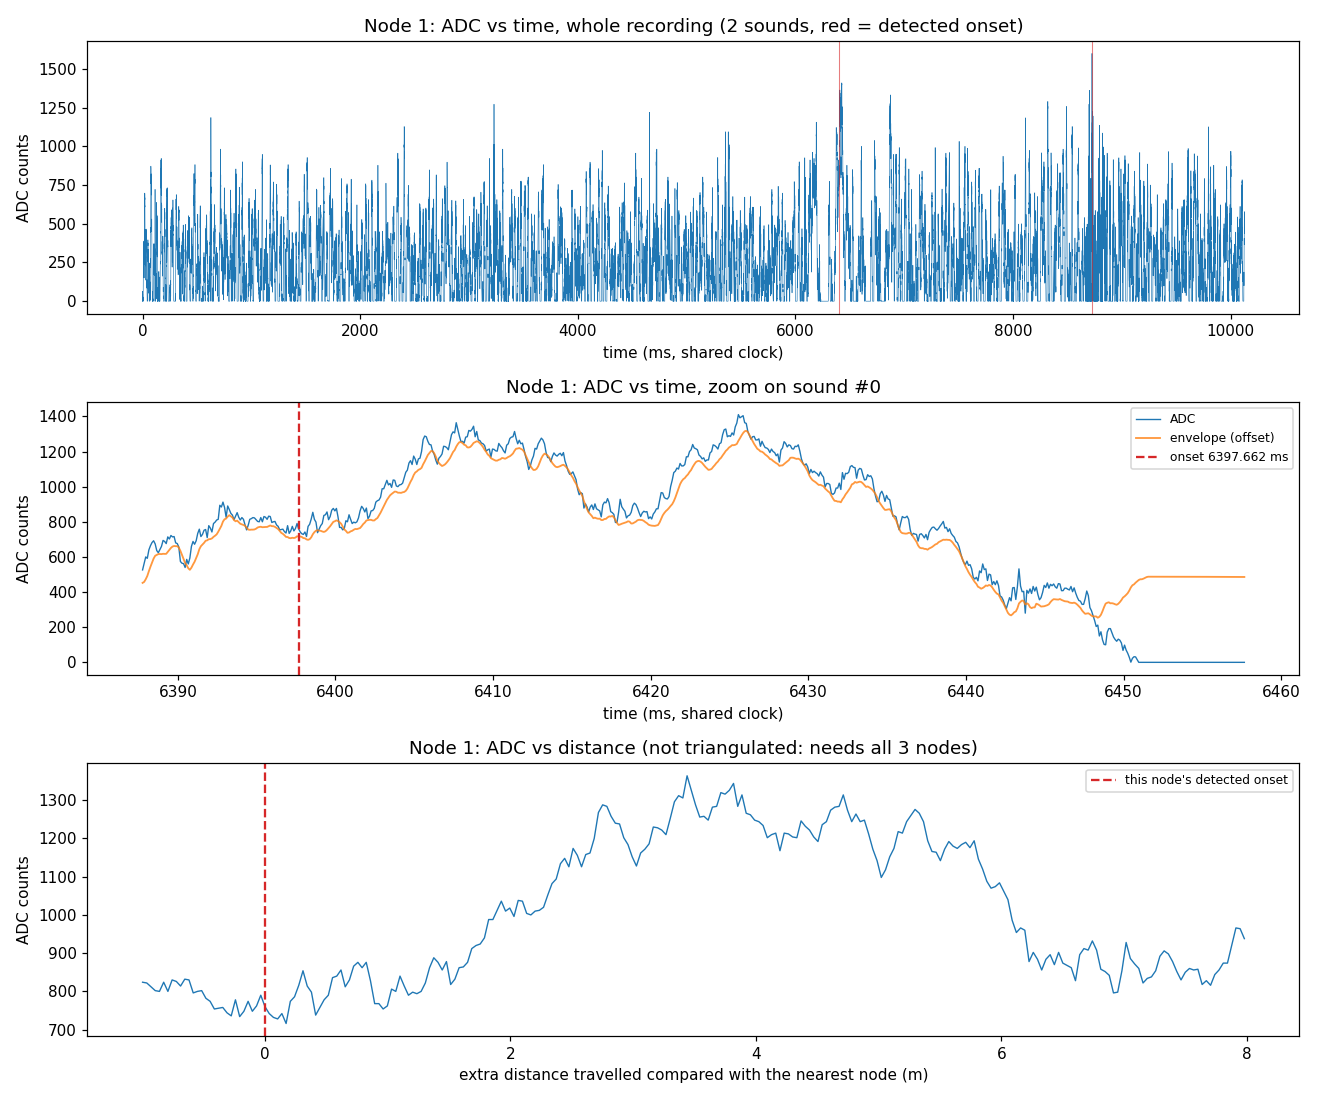 Node 1: ADC vs time, whole recording (2 sounds, red = detected onset)
ADC counts
1500
1250
1000
750
500
250
0
0 2000 4000 6000 8000 10000
time (ms, shared clock)
Node 1: ADC vs time, zoom on sound #0
ADC counts
1400
1200
1000
800
600
400
200
0
ADC
envelope (offset)
onset 6397.662 ms
6390 6400 6410 6420 6430 6440 6450 6460
time (ms, shared clock)
Node 1: ADC vs distance (not triangulated: needs all 3 nodes)
ADC counts
1300
1200
1100
1000
900
800
700
this node's detected onset
0 2 4 6 8
extra distance travelled compared with the nearest node (m)